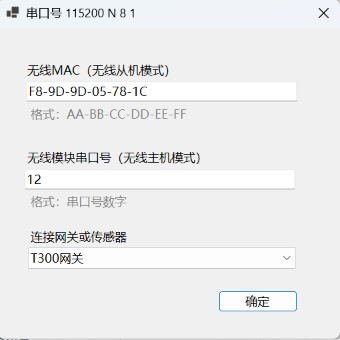 串口号 115200 N 8 1
无线MAC（无线从机模式）
F8-9D-9D-05-78-1C
格式：AA-BB-CC-DD-EE-FF
无线模块串口号（无线主机模式）
12
格式：串口号数字
连接网关或传感器
T300网关
确定